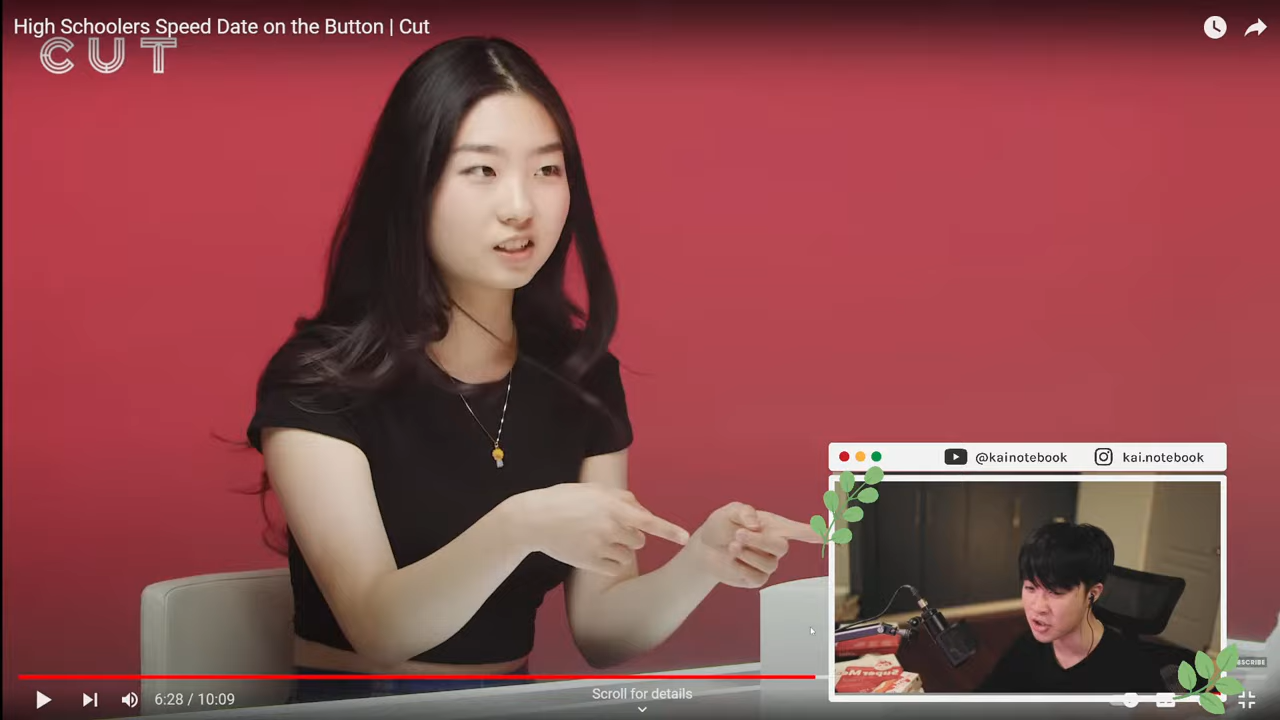 High Schoolers Speed Date on the Button | Cut
CUT
@kainotebook
kai.notebook
SuperM
6:28 / 10:09
Scroll for details